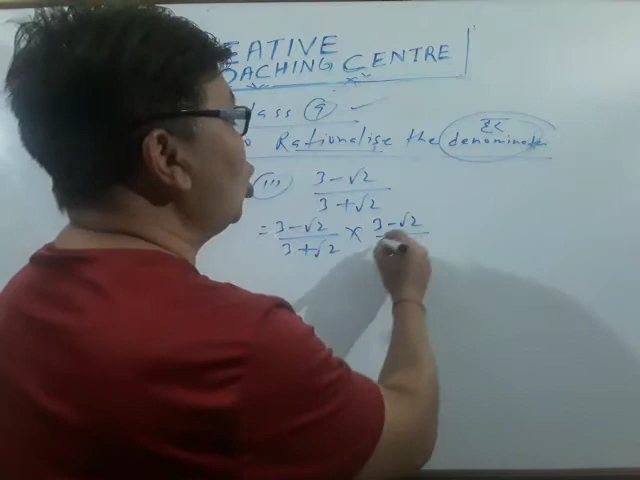 EATIVE
OACHING CENTRE
lass 9
o Rationalise the denominator
हर
(iii) 3-√2
3+√2
= 3-√2 × 3-√2
3+√2